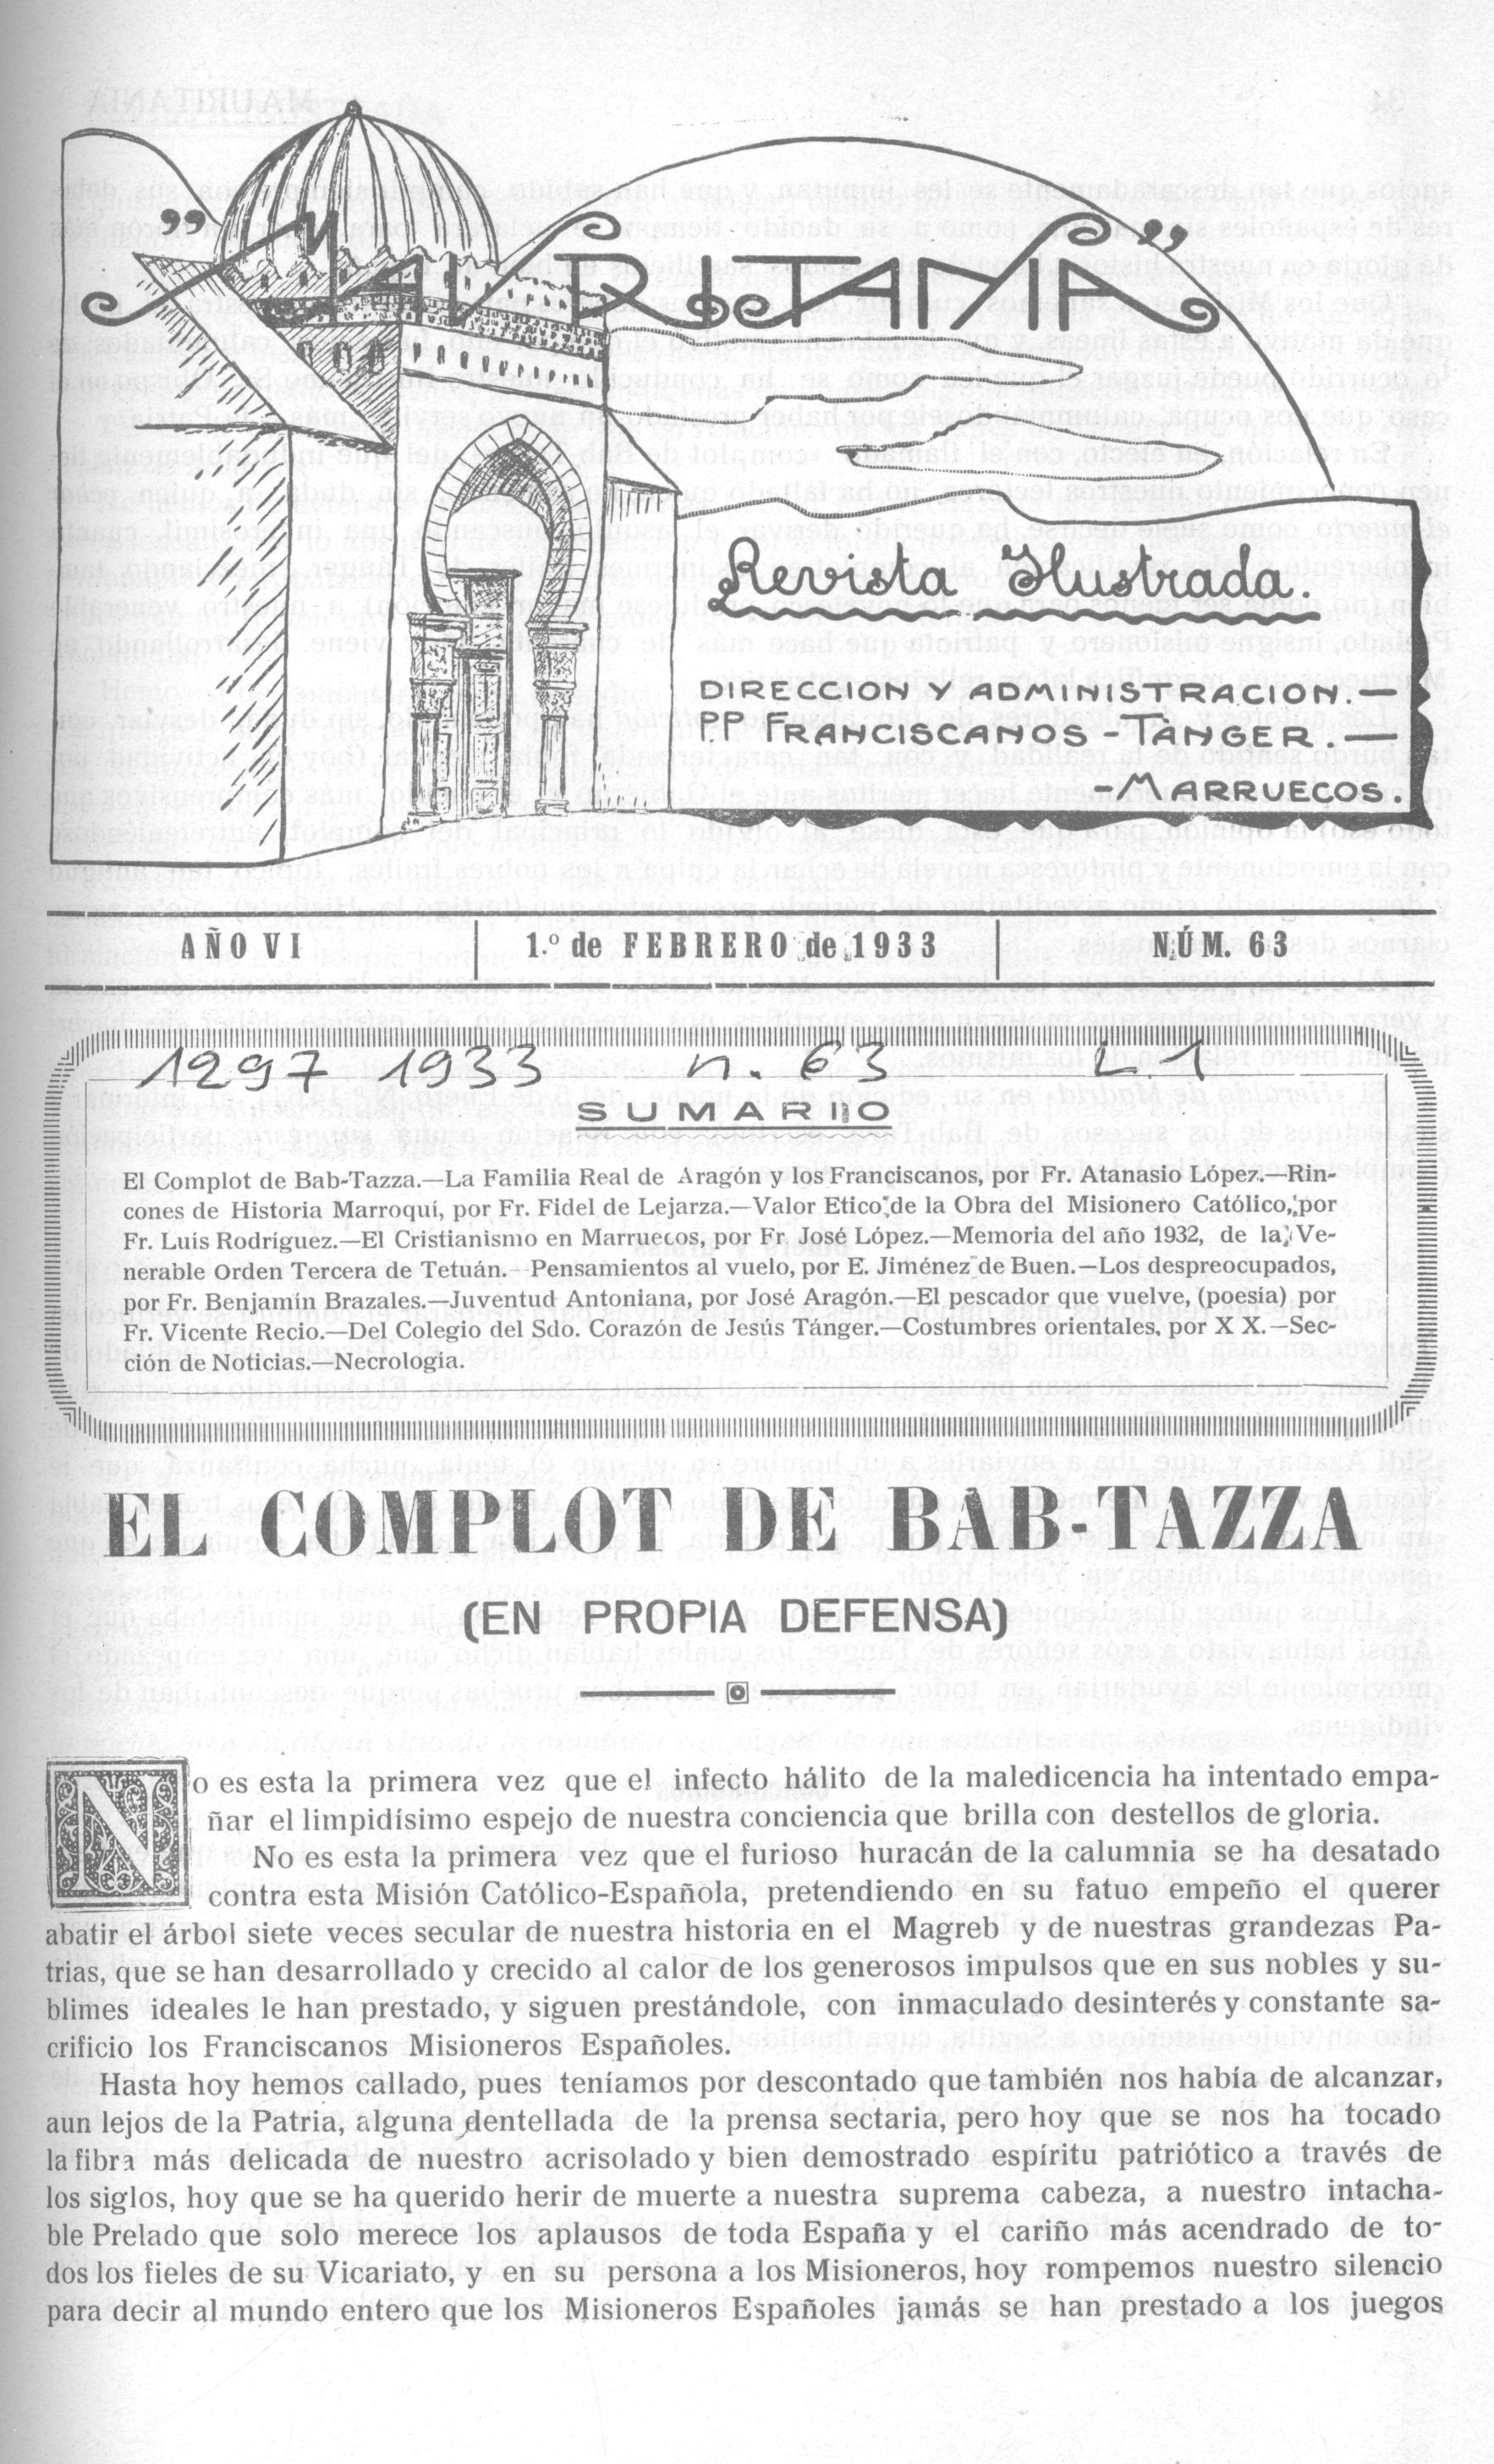 "MAURITANIA"
Revista Ilustrada.
DIRECCION Y ADMINISTRACION.—
P.P FRANCISCANOS - TÀNGER.—
-MARRUECOS.
AÑO VI
1.º de FEBRERO de 1933
NÚM. 63
1297 1933 n. 63 L 1
SUMARIO
El Complot de Bab-Tazza.—La Familia Real de Aragón y los Franciscanos, por Fr. Atanasio López.—Rin-
cones de Historia Marroquí, por Fr. Fidel de Lejarza.—Valor Etico de la Obra del Misionero Católico, por
Fr. Luís Rodríguez.—El Cristianismo en Marruecos, por Fr. José López.—Memoria del año 1932, de la Ve-
nerable Orden Tercera de Tetuán.—Pensamientos al vuelo, por E. Jiménez de Buen.—Los despreocupados,
por Fr. Benjamín Brazales.—Juventud Antoniana, por José Aragón.—El pescador que vuelve, (poesía) por
Fr. Vicente Recio.—Del Colegio del Sdo. Corazón de Jesús Tánger.—Costumbres orientales, por X X.—Sec-
ción de Noticias.—Necrología.
EL COMPLOT DE BAB-TAZZA
(EN PROPIA DEFENSA)
No es esta la primera vez que el infecto hálito de la maledicencia ha intentado empa-
ñar el limpidísimo espejo de nuestra conciencia que brilla con destellos de gloria.
No es esta la primera vez que el furioso huracán de la calumnia se ha desatado
contra esta Misión Católico-Española, pretendiendo en su fatuo empeño el querer
abatir el árbol siete veces secular de nuestra historia en el Magreb y de nuestras grandezas Pa-
trias, que se han desarrollado y crecido al calor de los generosos impulsos que en sus nobles y su-
blimes ideales le han prestado, y siguen prestándole, con inmaculado desinterés y constante sa-
crificio los Franciscanos Misioneros Españoles.
Hasta hoy hemos callado, pues teníamos por descontado que también nos había de alcanzar,
aun lejos de la Patria, alguna dentellada de la prensa sectaria, pero hoy que se nos ha tocado
la fibra más delicada de nuestro acrisolado y bien demostrado espíritu patriótico a través de
los siglos, hoy que se ha querido herir de muerte a nuestra suprema cabeza, a nuestro intacha-
ble Prelado que solo merece los aplausos de toda España y el cariño más acendrado de to-
dos los fieles de su Vicariato, y en su persona a los Misioneros, hoy rompemos nuestro silencio
para decir al mundo entero que los Misioneros Españoles jamás se han prestado a los juegos